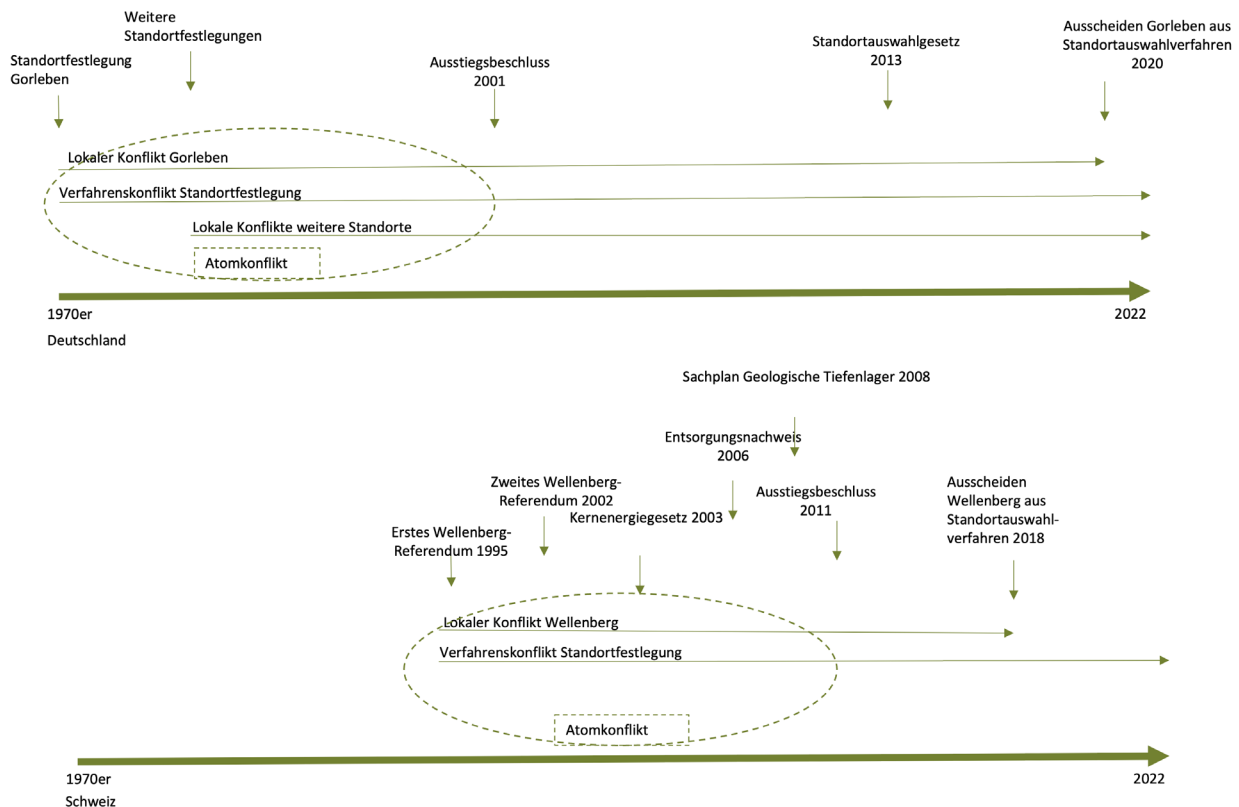 Weitere
Standortfestlegungen
Standortfestlegung
Gorleben
Ausstiegsbeschluss
2001
Standortauswahlgesetz
2013
Ausscheiden Gorleben aus
Standortauswahlverfahren
2020
Lokaler Konflikt Gorleben
Verfahrenskonflikt Standortfestlegung
Lokale Konflikte weitere Standorte
Atomkonflikt
1970er
2022
Deutschland
Sachplan Geologische Tiefenlager 2008
Entsorgungsnachweis
2006
Zweites Wellenberg-
Referendum 2002
Kernenergiegesetz 2003
Erstes Wellenberg-
Referendum 1995
Ausstiegsbeschluss
2011
Ausscheiden
Wellenberg aus
Standortauswahl-
verfahren 2018
Lokaler Konflikt Wellenberg
Verfahrenskonflikt Standortfestlegung
Atomkonflikt
1970er
2022
Schweiz